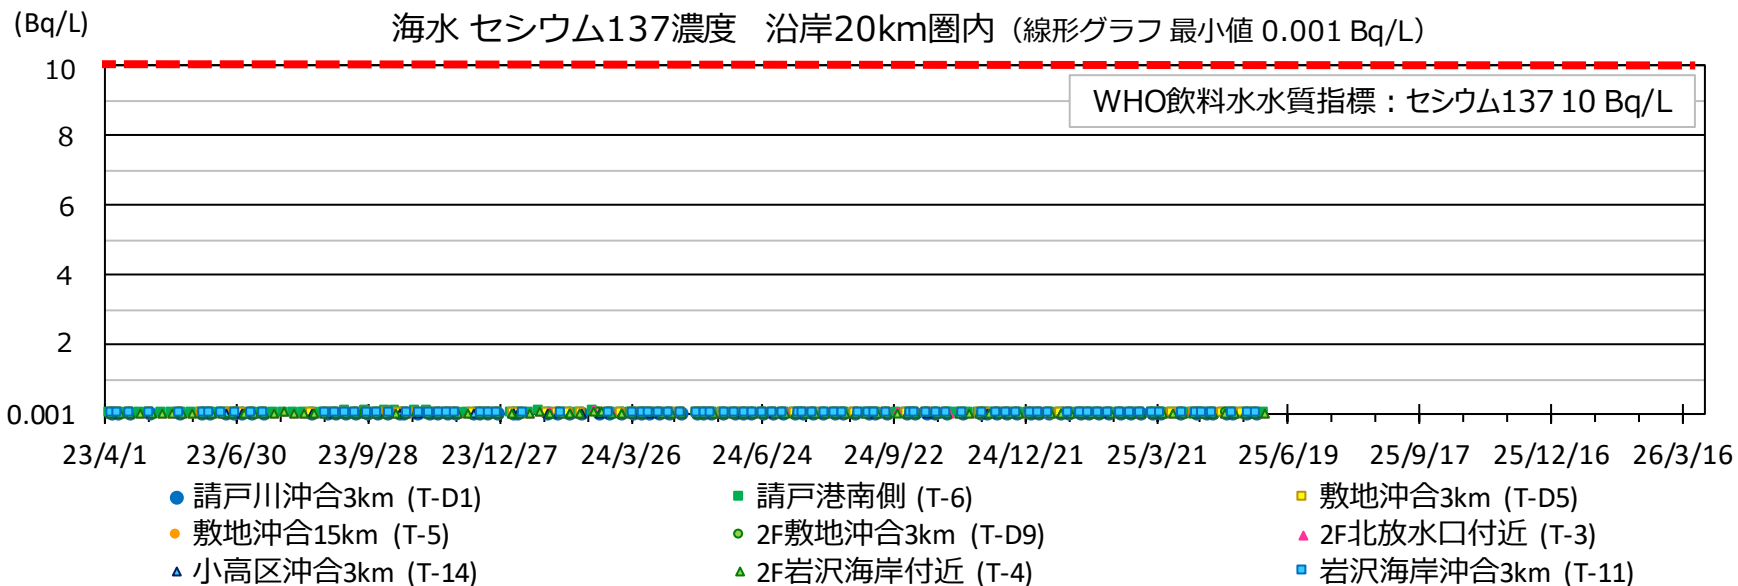 (Bq/L)
海水 セシウム137濃度 沿岸20km圏内（線形グラフ 最小値 0.001 Bq/L）
WHO飲料水水質指標：セシウム137 10 Bq/L
10
8
6
4
2
0.001
23/4/1 23/6/30 23/9/28 23/12/27 24/3/26 24/6/24 24/9/22 24/12/21 25/3/21 25/6/19 25/9/17 25/12/16 26/3/16
請戸川沖合3km (T-D1) 請戸港南側 (T-6) 敷地沖合3km (T-D5)
敷地沖合15km (T-5) 2F敷地沖合3km (T-D9) 2F北放水口付近 (T-3)
小高区沖合3km (T-14) 2F岩沢海岸付近 (T-4) 岩沢海岸沖合3km (T-11)